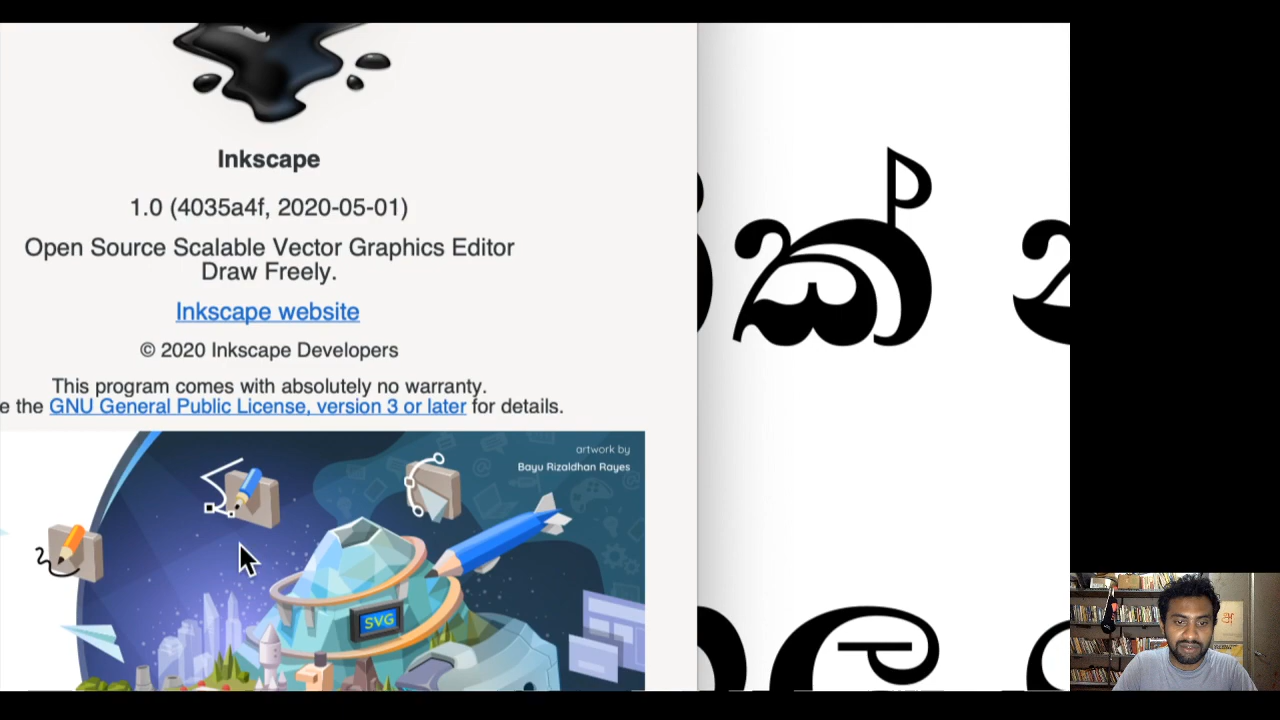 Inkscape
1.0 (4035a4f, 2020-05-01)
Open Source Scalable Vector Graphics Editor
Draw Freely.
Inkscape website
© 2020 Inkscape Developers
This program comes with absolutely no warranty.
e the GNU General Public License, version 3 or later for details.
artwork by
Bayu Rizaldhan Rayes
SVG
ක්
ල